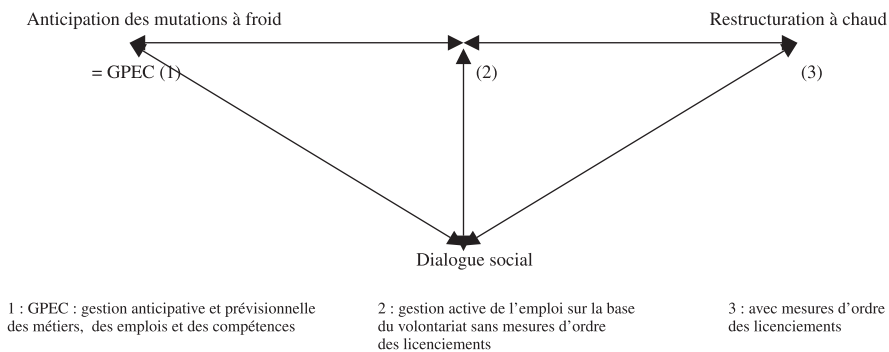 Anticipation des mutations à froid
Restructuration à chaud
= GPEC (1)
(2)
(3)
Dialogue social
1 : GPEC : gestion anticipative et prévisionnelle
des métiers, des emplois et des compétences
2 : gestion active de l'emploi sur la base
du volontariat sans mesures d'ordre
des licenciements
3 : avec mesures d'ordre
des licenciements